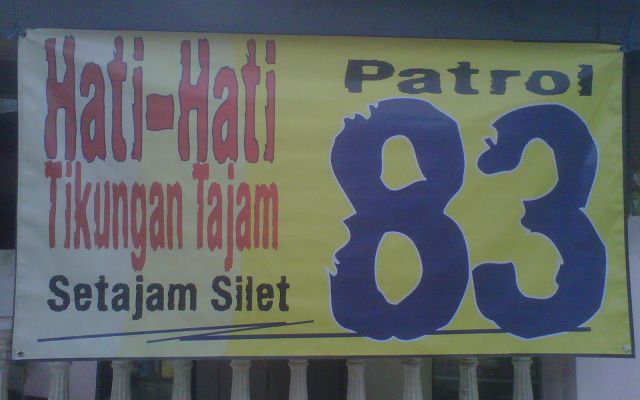 Hati-Hati
Tikungan Tajam
Setajam Silet
Patrol
83